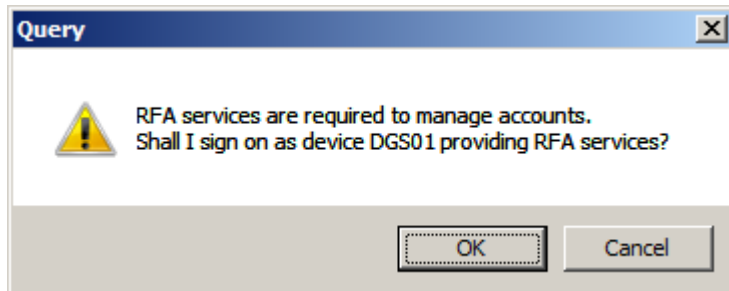 Query
RFA services are required to manage accounts.
Shall I sign on as device DGS01 providing RFA services?
OK
Cancel